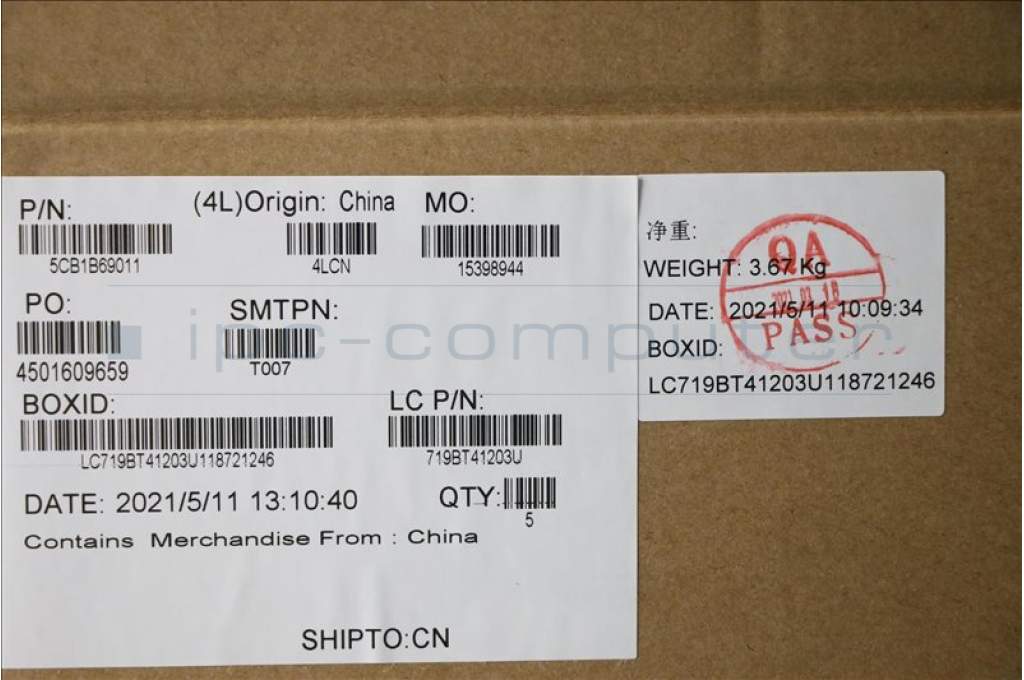 P/N:
5CB1B69011
(4L)Origin: China
4LCN
MO:
15398944
PO:
4501609659
SMTPN:
T007
BOXID:
LC719BT41203U118721246
LC P/N:
719BT41203U
DATE: 2021/5/11 13:10:40
QTY:
5
Contains Merchandise From : China
SHIPTO:CN
净重:
WEIGHT: 3.67 Kg
DATE: 2021/5/11 10:09:34
BOXID:
LC719BT41203U118721246
QA
PASS
ipc-computer